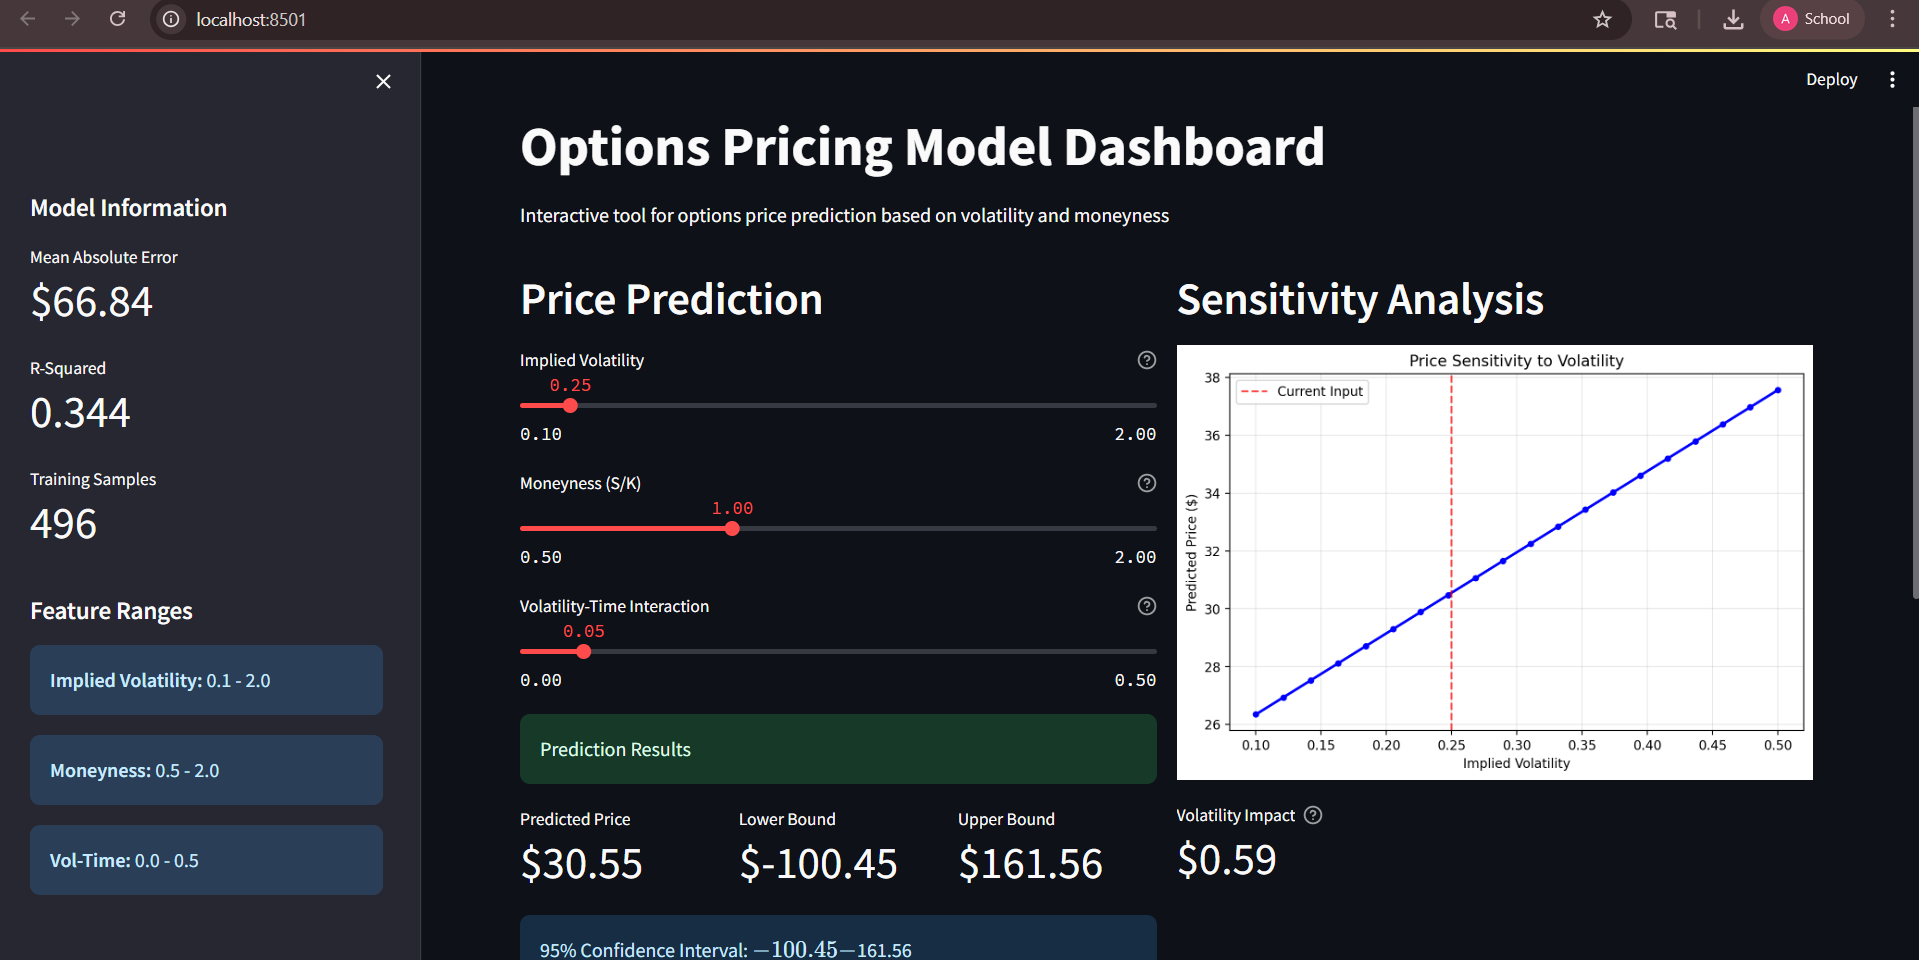 localhost:8501
A School
Deploy
Model Information
Mean Absolute Error
$66.84
R-Squared
0.344
Training Samples
496
Feature Ranges
Implied Volatility: 0.1 - 2.0
Moneyness: 0.5 - 2.0
Vol-Time: 0.0 - 0.5
Options Pricing Model Dashboard
Interactive tool for options price prediction based on volatility and moneyness
Price Prediction
Implied Volatility
0.25
0.10 2.00
Moneyness (S/K)
1.00
0.50 2.00
Volatility-Time Interaction
0.05
0.00 0.50
Prediction Results
Predicted Price Lower Bound Upper Bound
$30.55 $-100.45 $161.56
95% Confidence Interval: −100.45−161.56
Sensitivity Analysis
Price Sensitivity to Volatility
Current Input
38
36
34
32
30
28
26
Predicted Price ($)
0.10 0.15 0.20 0.25 0.30 0.35 0.40 0.45 0.50
Implied Volatility
Volatility Impact
$0.59